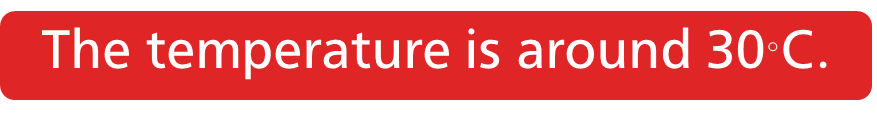 The temperature is around 30◦C.